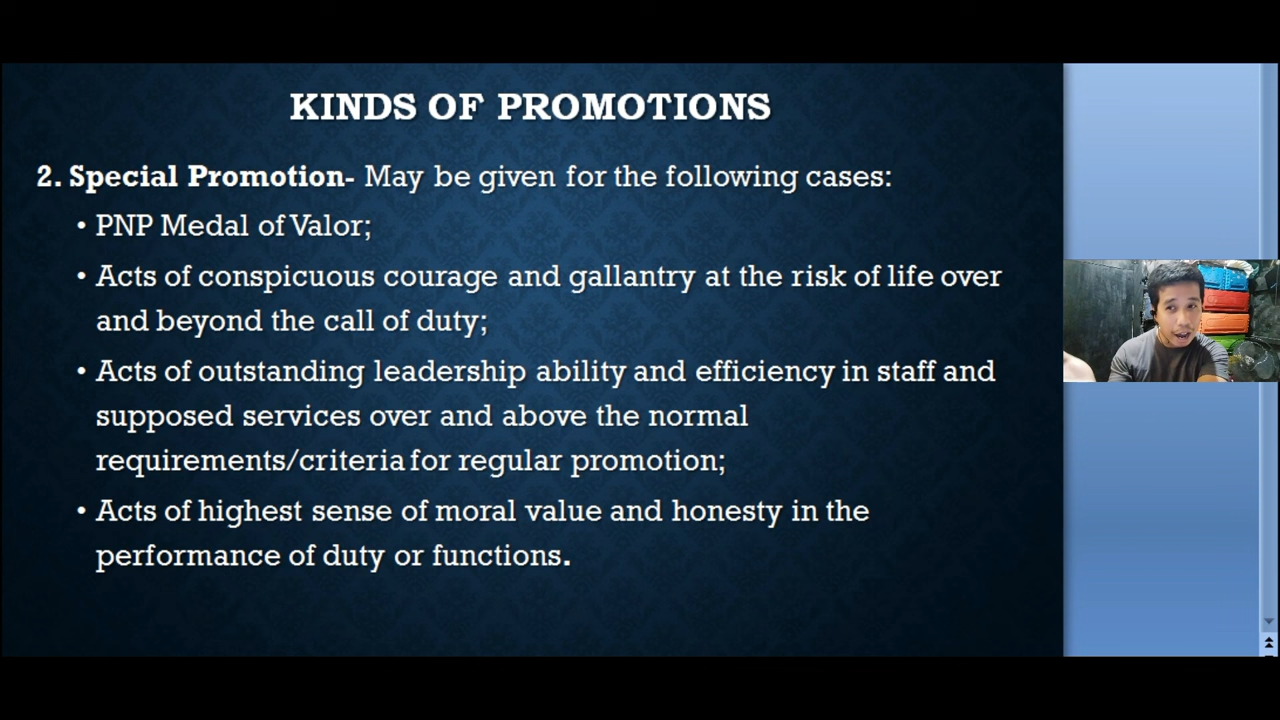 KINDS OF PROMOTIONS
2. Special Promotion- May be given for the following cases:
• PNP Medal of Valor;
• Acts of conspicuous courage and gallantry at the risk of life over
and beyond the call of duty;
• Acts of outstanding leadership ability and efficiency in staff and
supposed services over and above the normal
requirements/criteria for regular promotion;
• Acts of highest sense of moral value and honesty in the
performance of duty or functions.